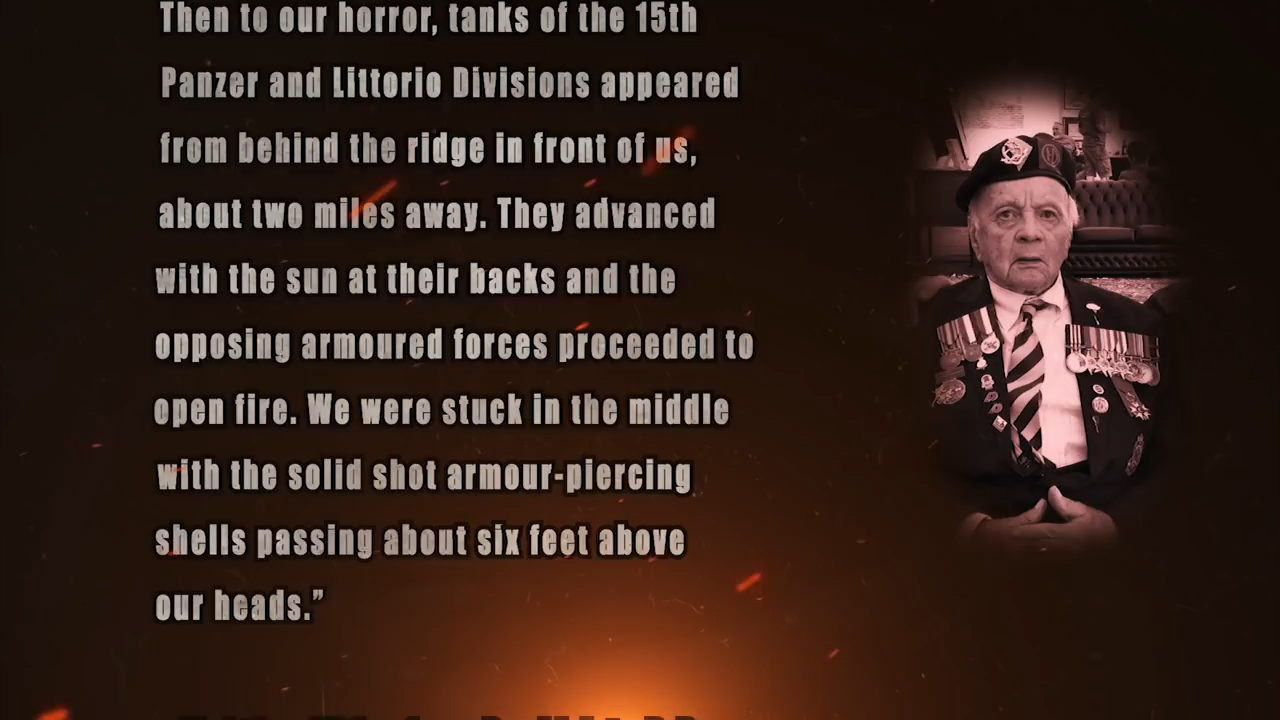 Then to our horror, tanks of the 15th
Panzer and Littorio Divisions appeared
from behind the ridge in front of us,
about two miles away. They advanced
with the sun at their backs and the
opposing armoured forces proceeded to
open fire. We were stuck in the middle
with the solid shot armour-piercing
shells passing about six feet above
our heads.”